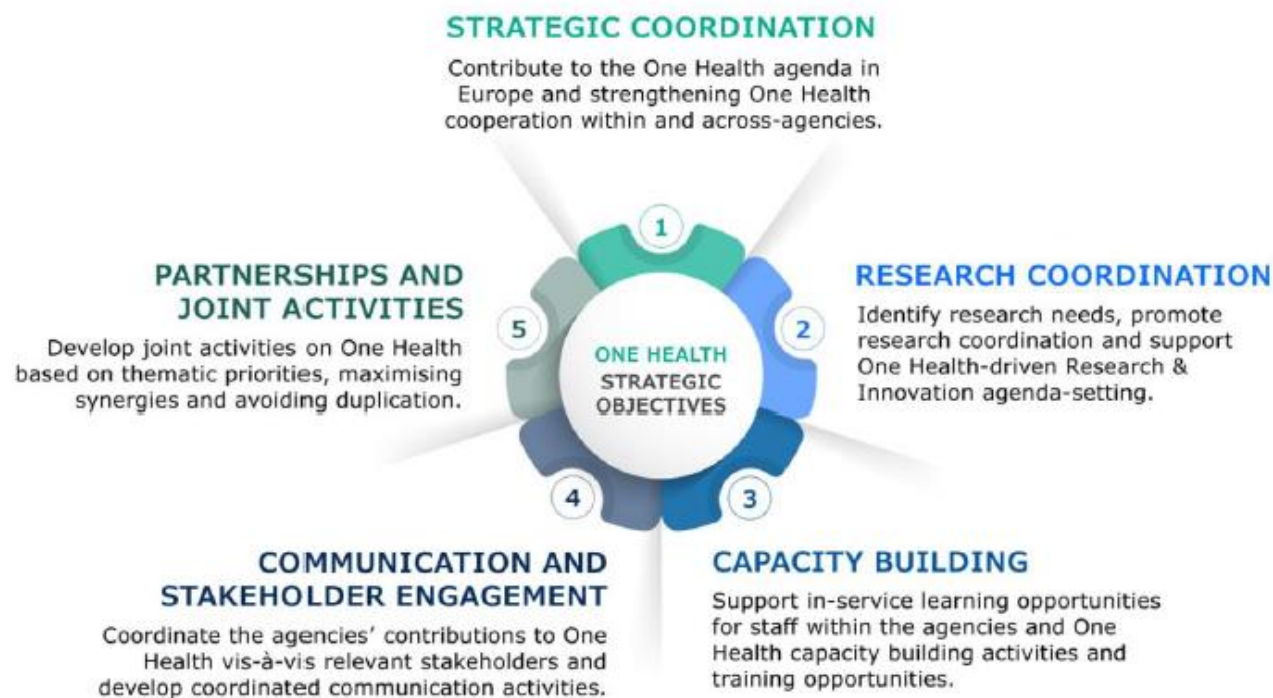 STRATEGIC COORDINATION
Contribute to the One Health agenda in
Europe and strengthening One Health
cooperation within and across-agencies.
1
RESEARCH COORDINATION
Identify research needs, promote
research coordination and support
One Health-driven Research &
Innovation agenda-setting.
2
PARTNERSHIPS AND
JOINT ACTIVITIES
Develop joint activities on One Health
based on thematic priorities, maximising
synergies and avoiding duplication.
5
ONE HEALTH
STRATEGIC
OBJECTIVES
4
3
COMMUNICATION AND
STAKEHOLDER ENGAGEMENT
Coordinate the agencies' contributions to One
Health vis-à-vis relevant stakeholders and
develop coordinated communication activities.
CAPACITY BUILDING
Support in-service learning opportunities
for staff within the agencies and One
Health capacity building activities and
training opportunities.